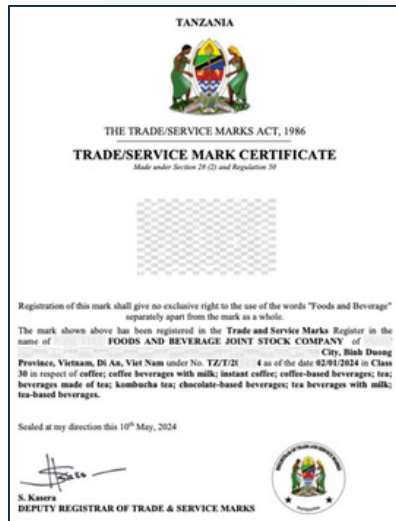 TANZANIA
THE TRADE/SERVICE MARKS ACT, 1986
TRADE/SERVICE MARK CERTIFICATE
Made under Section 28 (2) and Regulation 50
Registration of this mark shall give no exclusive right to the use of the words "Foods and Beverage"
separately apart from the mark as a whole.
The mark shown above has been registered in the Trade and Service Marks Register in the
name of FOODS AND BEVERAGE JOINT STOCK COMPANY of
City, Binh Duong
Province, Vietnam, Di An, Viet Nam under No. TZ/T/20 4 as of the date 02/01/2024 in Class
30 in respect of coffee; coffee beverages with milk; instant coffee; coffee-based beverages; tea;
beverages made of tea; kombucha tea; chocolate-based beverages; tea beverages with milk;
tea-based beverages.
Sealed at my direction this 10th May, 2024
S. Kasera
DEPUTY REGISTRAR OF TRADE & SERVICE MARKS